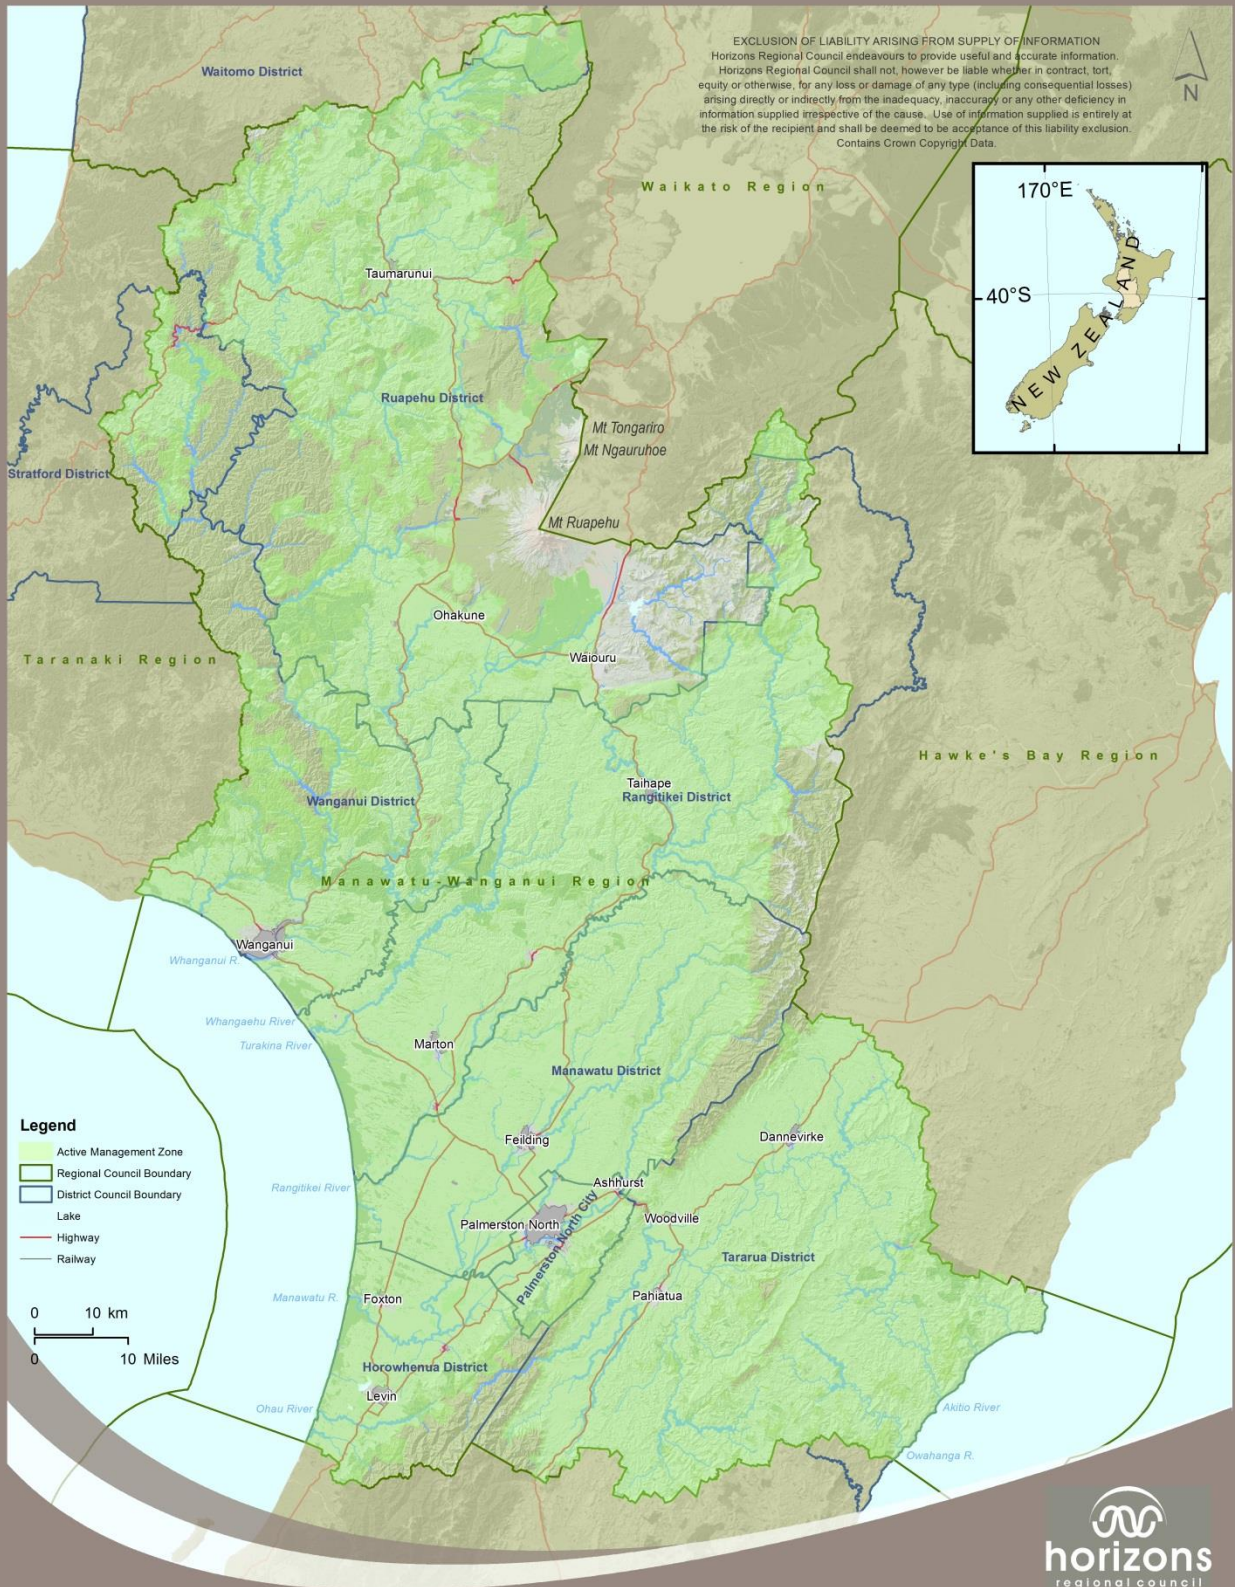 EXCLUSION OF LIABILITY ARISING FROM SUPPLY OF INFORMATION
Horizons Regional Council endeavours to provide useful and accurate information.
Horizons Regional Council shall not, however be liable whether in contract, tort,
equity or otherwise, for any loss or damage of any type (including consequential losses)
arising directly or indirectly from the inadequacy, inaccuracy or any other deficiency in
information supplied irrespective of the cause. Use of information supplied is entirely at
the risk of the recipient and shall be deemed to be acceptance of this liability exclusion.
Contains Crown Copyright Data.
N
Waitomo District
Waikato Region
170°E
40°S
NEW ZEALAND
Taumarunui
Ruapehu District
Mt Tongariro
Mt Ngauruhoe
Stratford District
Mt Ruapehu
Ohakune
Waiouru
Taranaki Region
Hawke's Bay Region
Taihape
Rangitikei District
Wanganui District
Manawatu-Wanganui Region
Wanganui
Whanganui R.
Whangaehu River
Turakina River
Marton
Manawatu District
Feilding
Dannevirke
Ashhurst
Rangitikei River
Palmerston North
Palmerston North City
Woodville
Tararua District
Manawatu R.
Foxton
Pahiatua
Horowhenua District
Levin
Ohau River
Akitio River
Owahanga R.
Legend
Active Management Zone
Regional Council Boundary
District Council Boundary
Lake
Highway
Railway
0 10 km
0 10 Miles
horizons
regional council